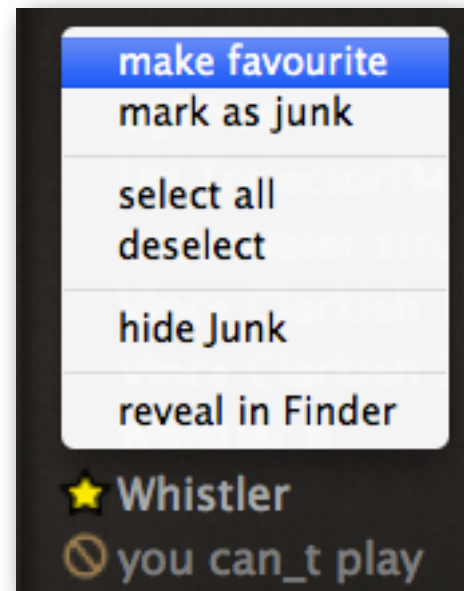 make favourite
mark as junk
select all
deselect
hide Junk
reveal in Finder
Whistler
you can_t play